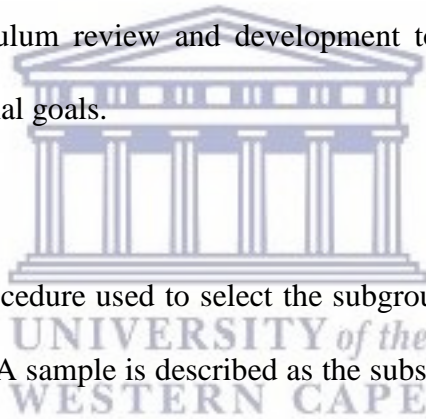 ulum review and development to
al goals.
ocedure used to select the subgrou
UNIVERSITY of the
A sample is described as the subs
WESTERN CAPE